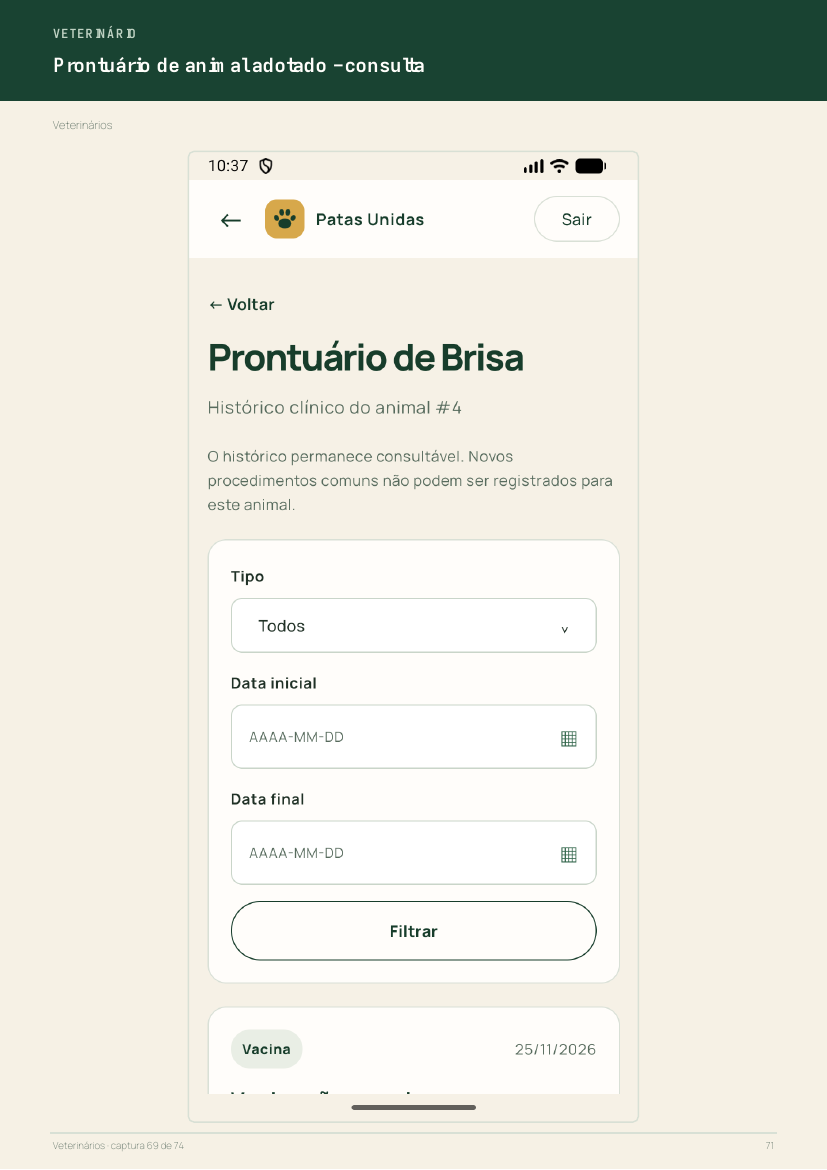 VETERINÁRIO
Prontuário de animal adotado – consulta
Veterinários
10:37
Patas Unidas
Sair
← Voltar
Prontuário de Brisa
Histórico clínico do animal #4
O histórico permanece consultável. Novos
procedimentos comuns não podem ser registrados para
este animal.
Tipo
Todos
Data inicial
AAAA-MM-DD
Data final
AAAA-MM-DD
Filtrar
Vacina
25/11/2026
Veterinários · captura 69 de 74
71